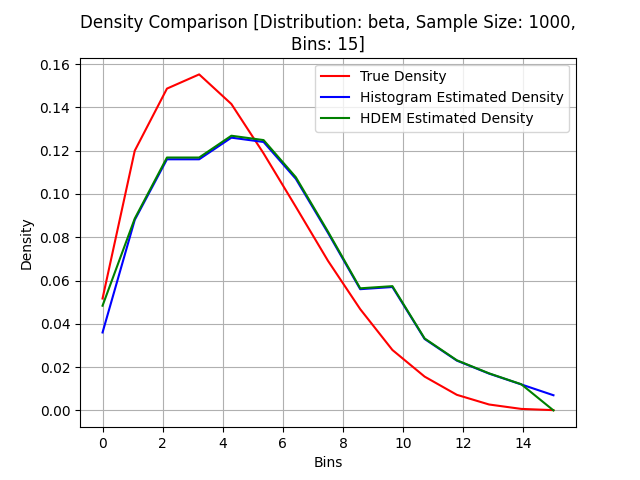 Density Comparison [Distribution: beta, Sample Size: 1000,
Bins: 15]
True Density
Histogram Estimated Density
HDEM Estimated Density
Density
0.16
0.14
0.12
0.10
0.08
0.06
0.04
0.02
0.00
0 2 4 6 8 10 12 14
Bins